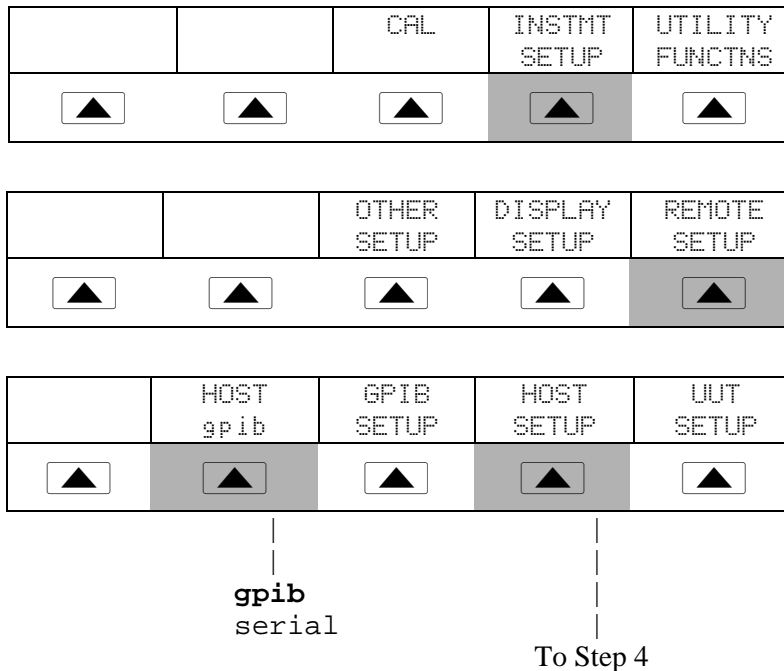 CAL INSTMT UTILITY
SETUP FUNCTNS
OTHER DISPLAY REMOTE
SETUP SETUP SETUP
HOST GPIB HOST UUT
gpib SETUP SETUP SETUP
gpib
serial
To Step 4